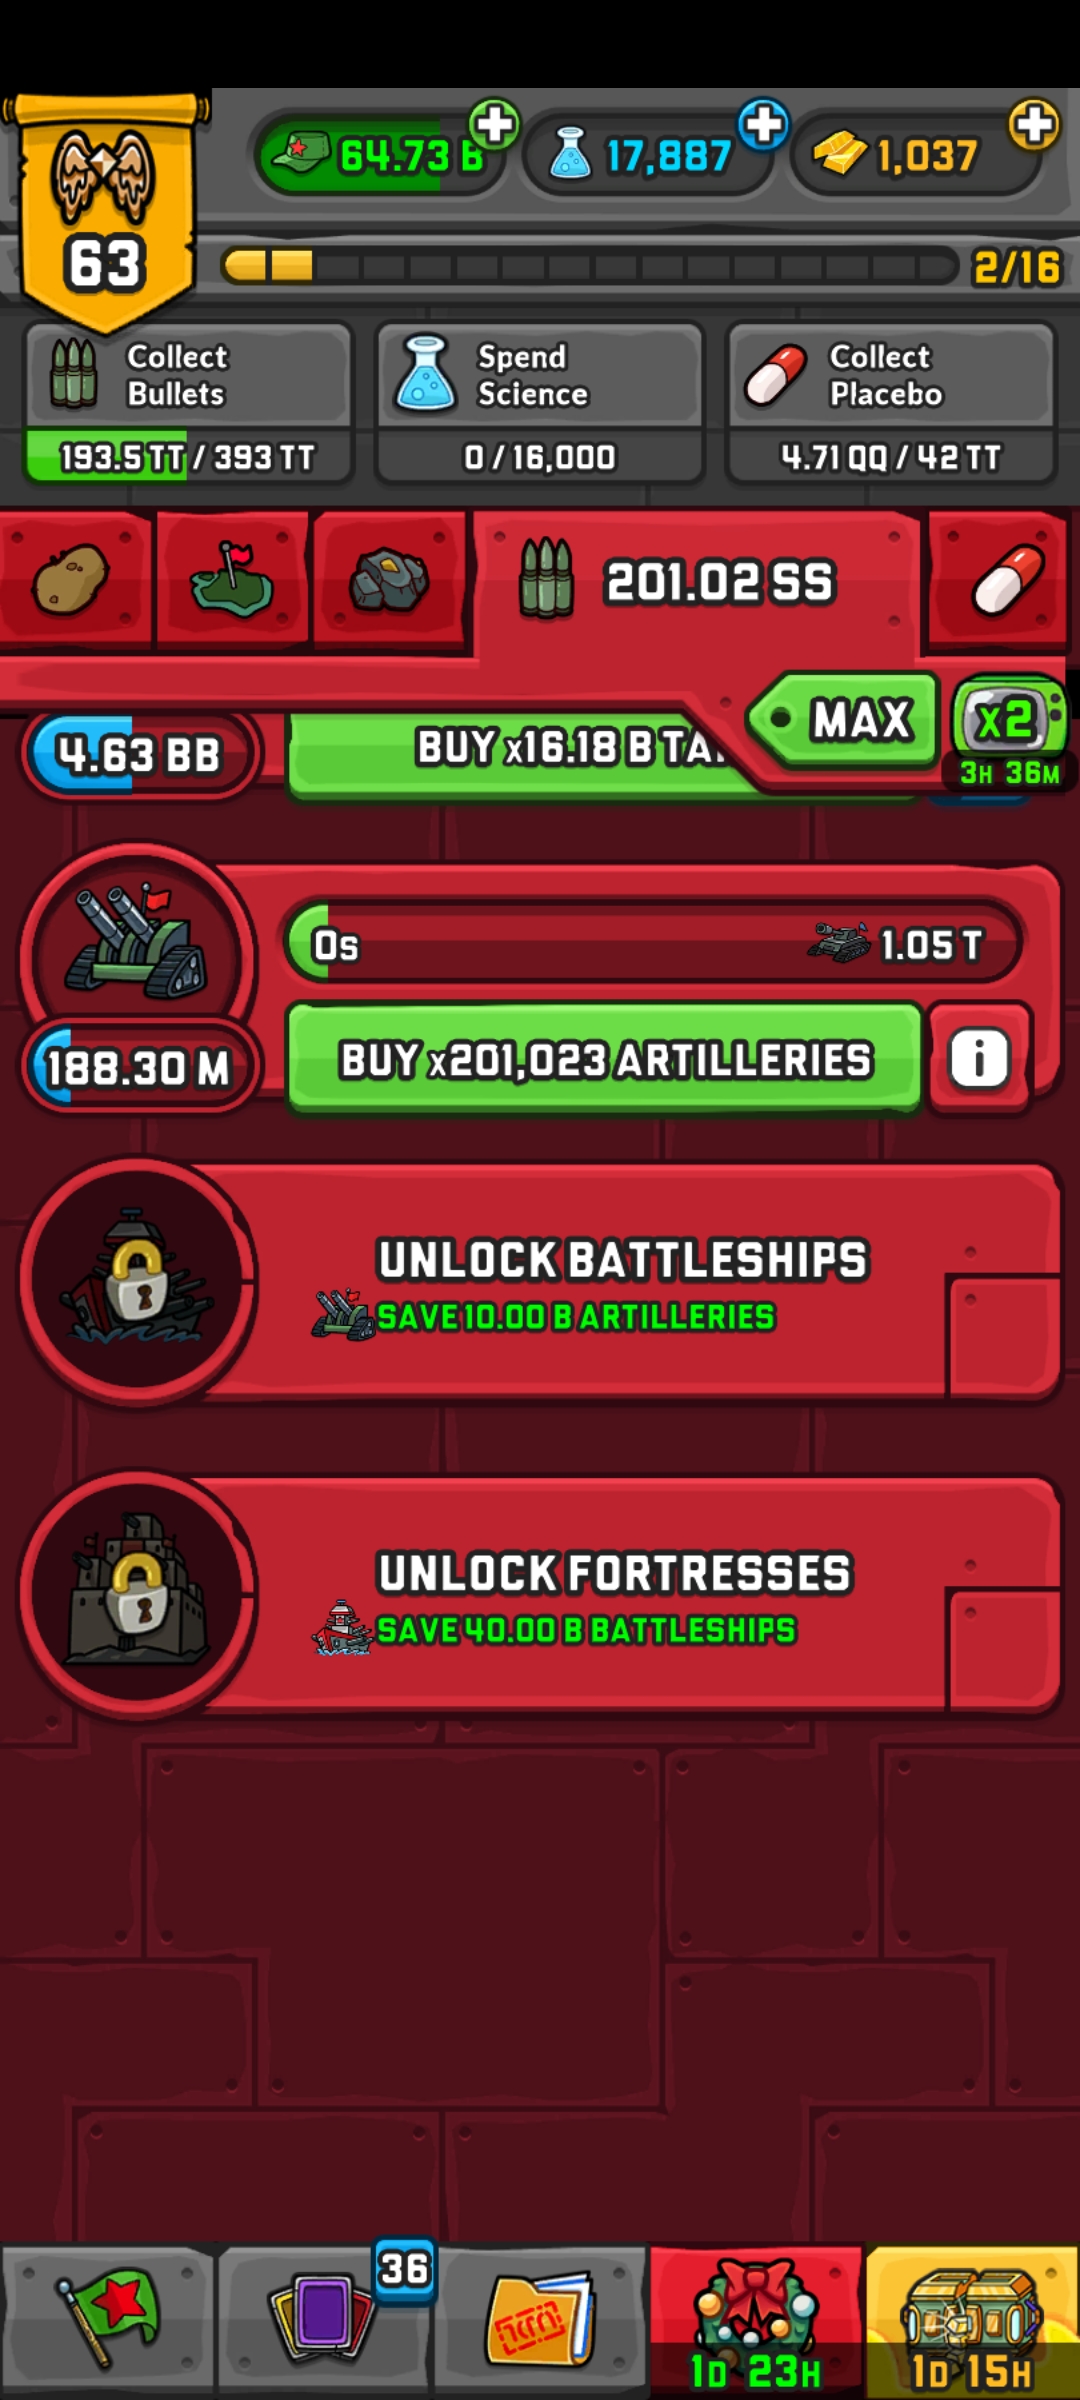 64.73 B
17,887
1,037
63
2/16
Collect
Bullets
193.5 TT / 393 TT
Spend
Science
0 / 16,000
Collect
Placebo
4.71 QQ / 42 TT
201.02 SS
MAX
x2
3H 36M
4.63 BB
BUY x16.18 B TA
0s
1.05 T
188.30 M
BUY x201,023 ARTILLERIES
i
UNLOCK BATTLESHIPS
SAVE 10.00 B ARTILLERIES
UNLOCK FORTRESSES
SAVE 40.00 B BATTLESHIPS
36
1D 23H
1D 15H